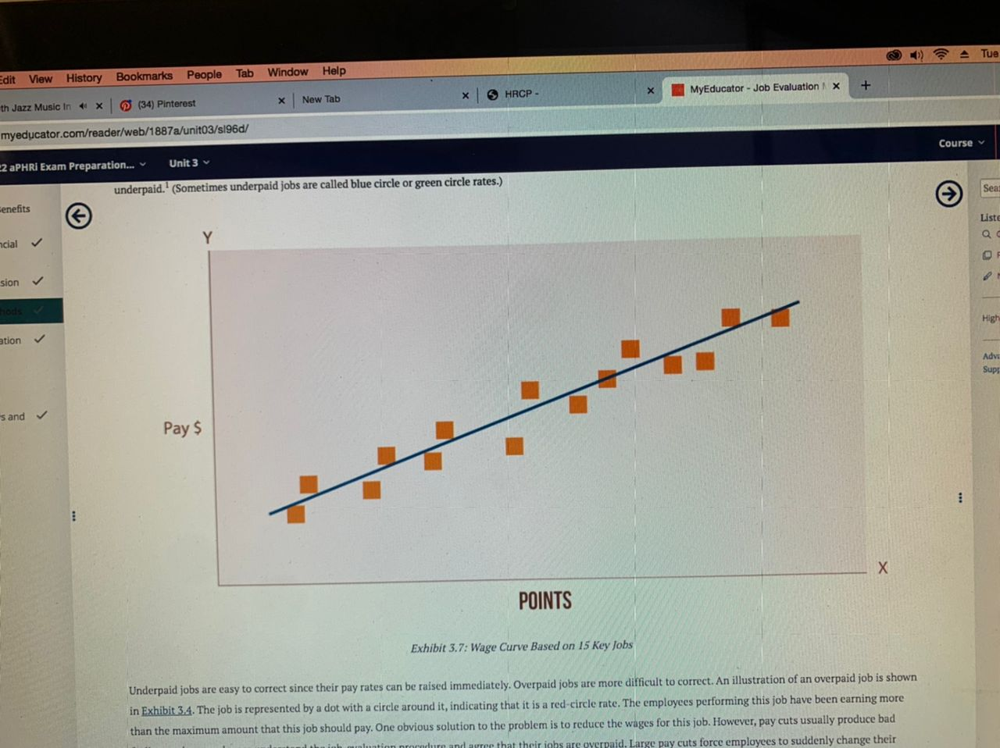 Edit View History Bookmarks People Tab Window Help
Tue
th Jazz Music In
(34) Pinterest
New Tab
HRCP -
MyEducator - Job Evaluation
myeducator.com/reader/web/1887a/unit03/sl96d/
22 aPHRi Exam Preparation...
Unit 3
Course
underpaid.¹ (Sometimes underpaid jobs are called blue circle or green circle rates.)
enefits
ncial
sion
hods
ation
s and
Sea
Liste
High
Adva
Supp
Y
Pay $
X
POINTS
Exhibit 3.7: Wage Curve Based on 15 Key Jobs
Underpaid jobs are easy to correct since their pay rates can be raised immediately. Overpaid jobs are more difficult to correct. An illustration of an overpaid job is shown
in Exhibit 3.4. The job is represented by a dot with a circle around it, indicating that it is a red-circle rate. The employees performing this job have been earning more
than the maximum amount that this job should pay. One obvious solution to the problem is to reduce the wages for this job. However, pay cuts usually produce bad
the job evaluation procedure and agree that their jobs are overpaid. Large pay cuts force employees to suddenly change their